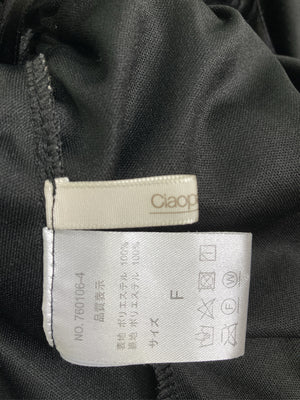 Ciaop
NO. 760106-4
品質表示
表地 ポリエステル 100%
裏地 ポリエステル 100%
サイズ
F